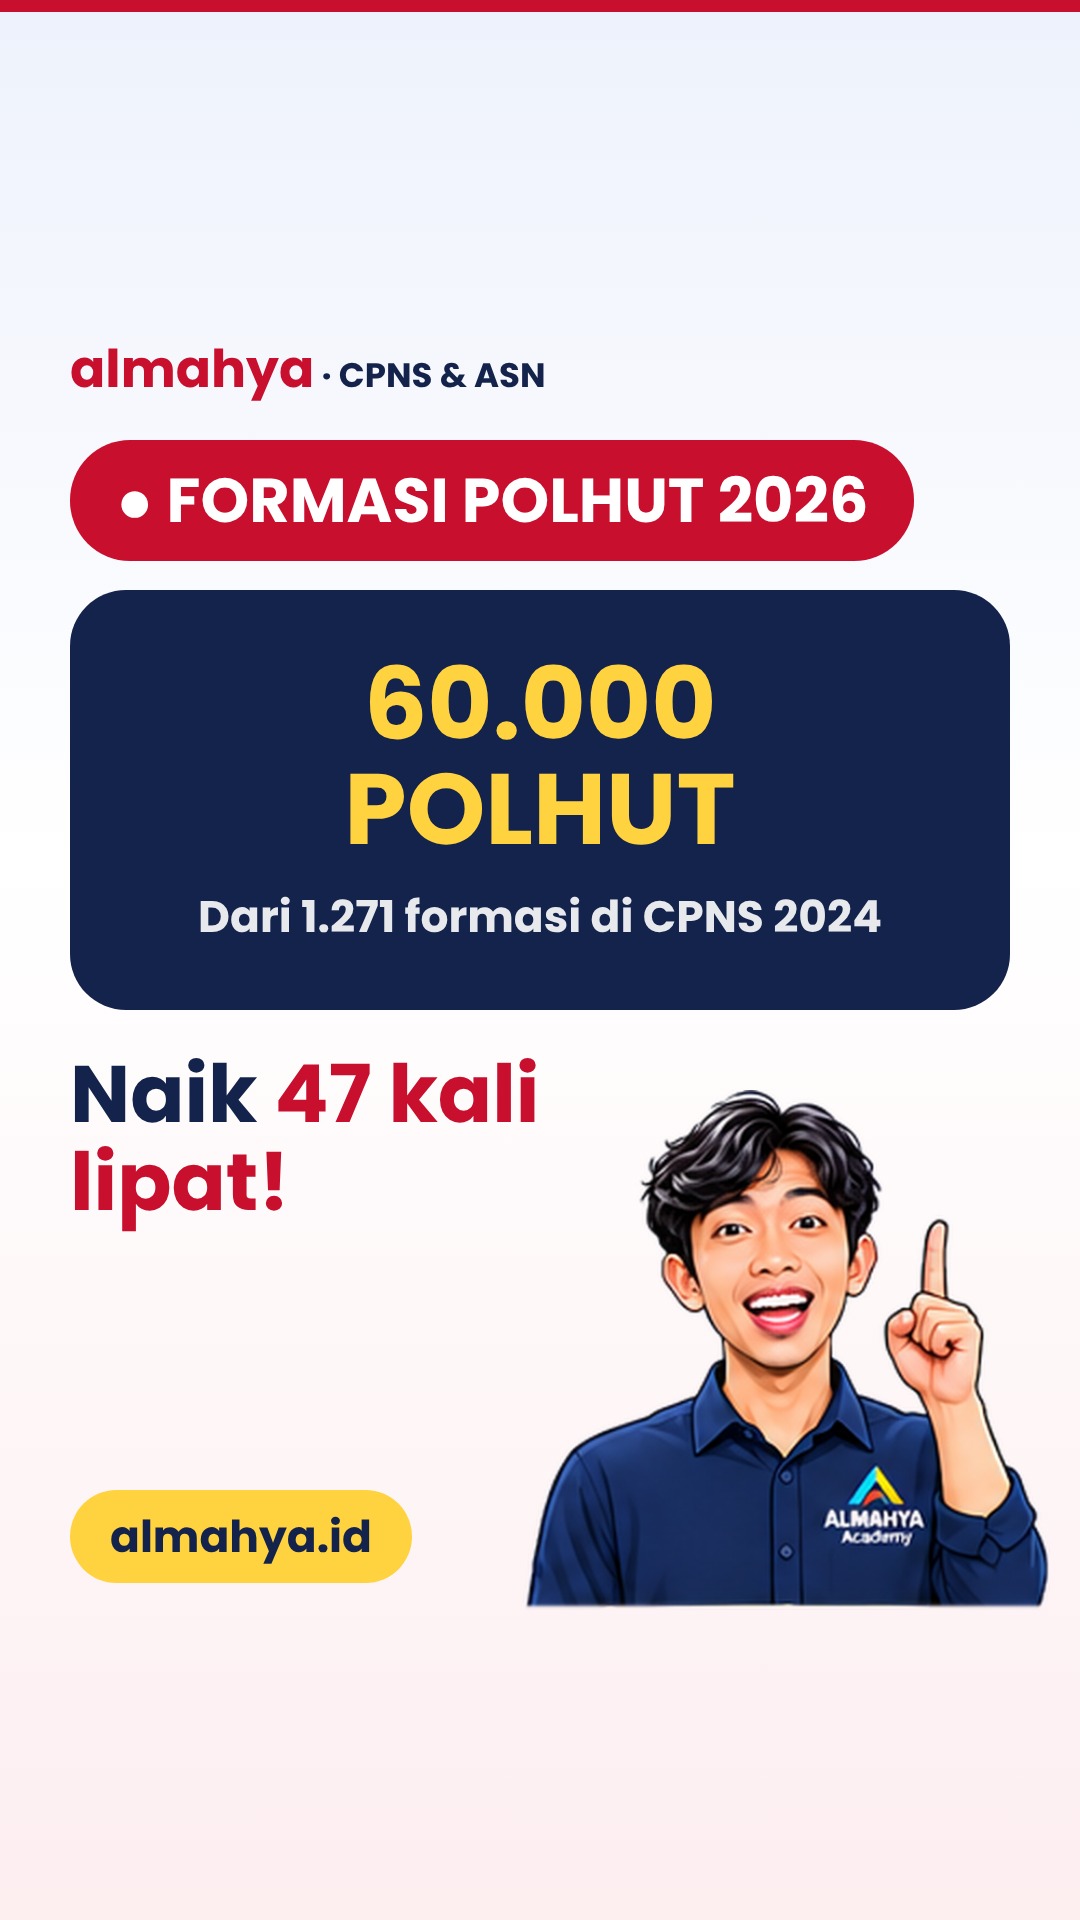 almahya · CPNS & ASN
● FORMASI POLHUT 2026
60.000
POLHUT
Dari 1.271 formasi di CPNS 2024
Naik 47 kali
lipat!
ALMAHYA
Academy
almahya.id